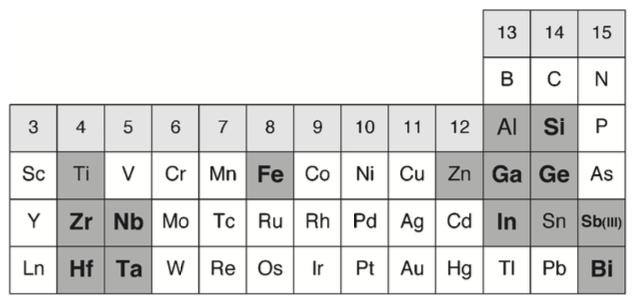 13 14 15
B C N
3 4 5 6 7 8 9 10 11 12 Al Si P
Sc Ti V Cr Mn Fe Co Ni Cu Zn Ga Ge As
Y Zr Nb Mo Tc Ru Rh Pd Ag Cd In Sn Sb(III)
Ln Hf Ta W Re Os Ir Pt Au Hg Tl Pb Bi